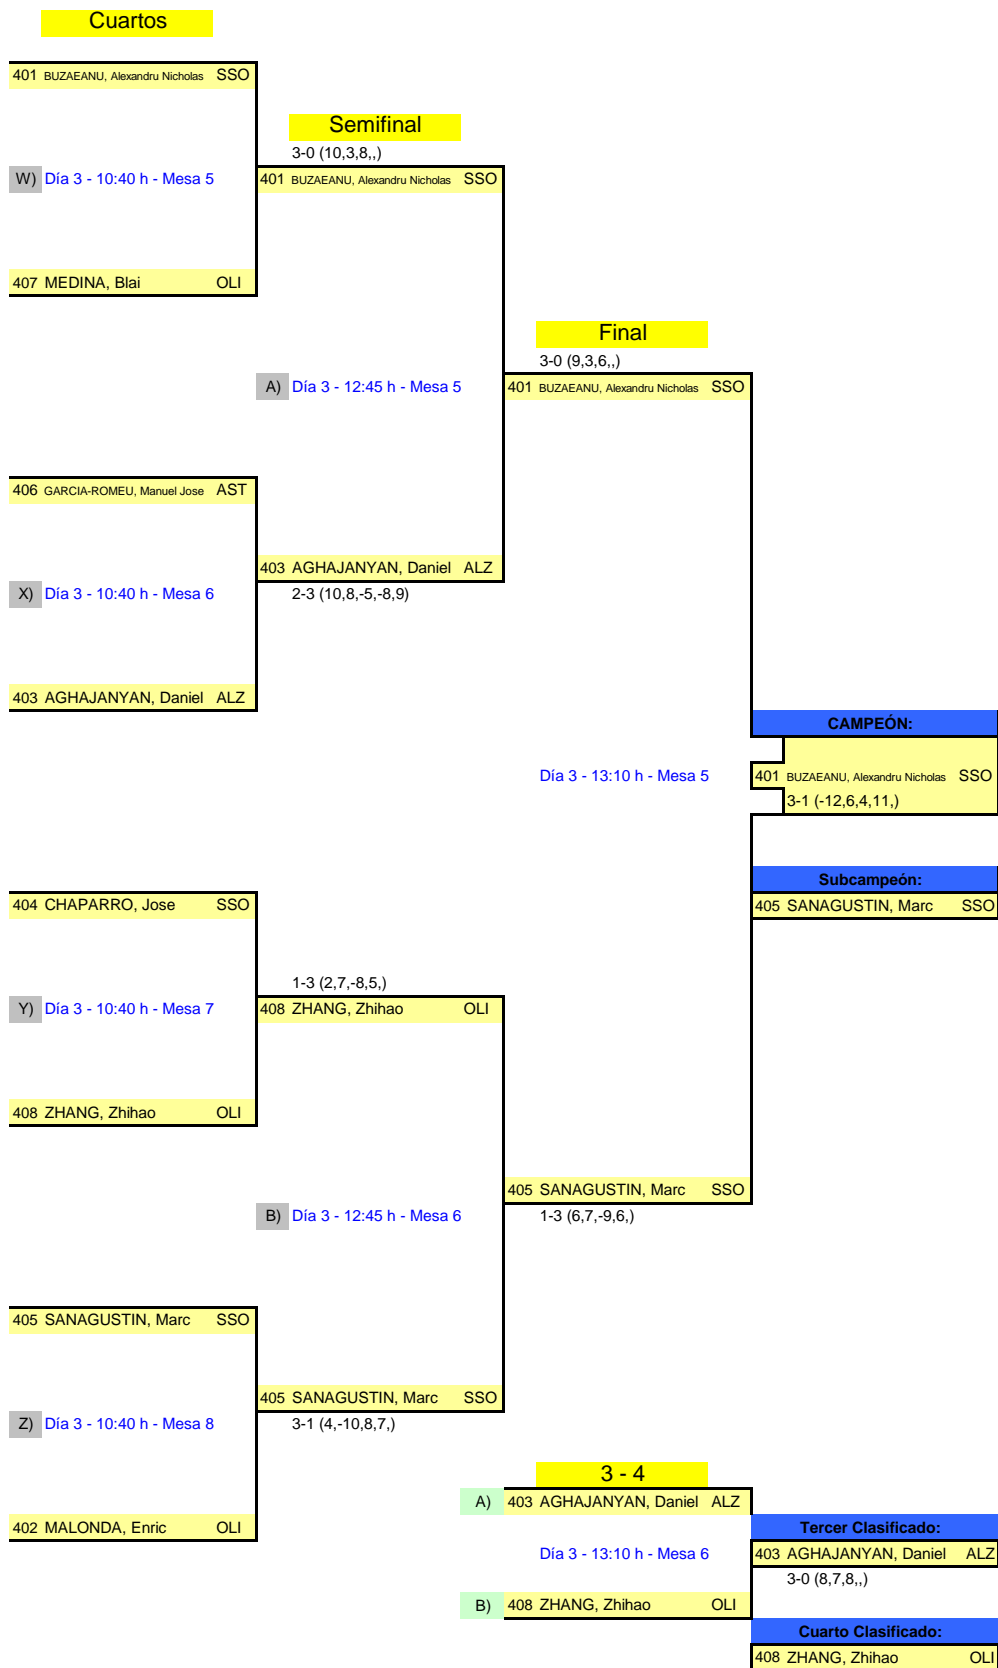 Cuartos
401 BUZAEANU, Alexandru Nicholas SSO
Semifinal
3-0 (10,3,8,,)
W) Día 3 - 10:40 h - Mesa 5
401 BUZAEANU, Alexandru Nicholas SSO
407 MEDINA, Blai OLI
Final
3-0 (9,3,6,,)
A) Día 3 - 12:45 h - Mesa 5
401 BUZAEANU, Alexandru Nicholas SSO
406 GARCIA-ROMEU, Manuel Jose AST
403 AGHAJANYAN, Daniel ALZ
X) Día 3 - 10:40 h - Mesa 6
2-3 (10,8,-5,-8,9)
403 AGHAJANYAN, Daniel ALZ
CAMPEÓN:
Día 3 - 13:10 h - Mesa 5
401 BUZAEANU, Alexandru Nicholas SSO
3-1 (-12,6,4,11,)
Subcampeón:
404 CHAPARRO, Jose SSO
405 SANAGUSTIN, Marc SSO
1-3 (2,7,-8,5,)
Y) Día 3 - 10:40 h - Mesa 7
408 ZHANG, Zhihao OLI
408 ZHANG, Zhihao OLI
405 SANAGUSTIN, Marc SSO
B) Día 3 - 12:45 h - Mesa 6
1-3 (6,7,-9,6,)
405 SANAGUSTIN, Marc SSO
405 SANAGUSTIN, Marc SSO
Z) Día 3 - 10:40 h - Mesa 8
3-1 (4,-10,8,7,)
3 - 4
A) 403 AGHAJANYAN, Daniel ALZ
402 MALONDA, Enric OLI
Tercer Clasificado:
Día 3 - 13:10 h - Mesa 6
403 AGHAJANYAN, Daniel ALZ
3-0 (8,7,8,,)
B) 408 ZHANG, Zhihao OLI
Cuarto Clasificado:
408 ZHANG, Zhihao OLI